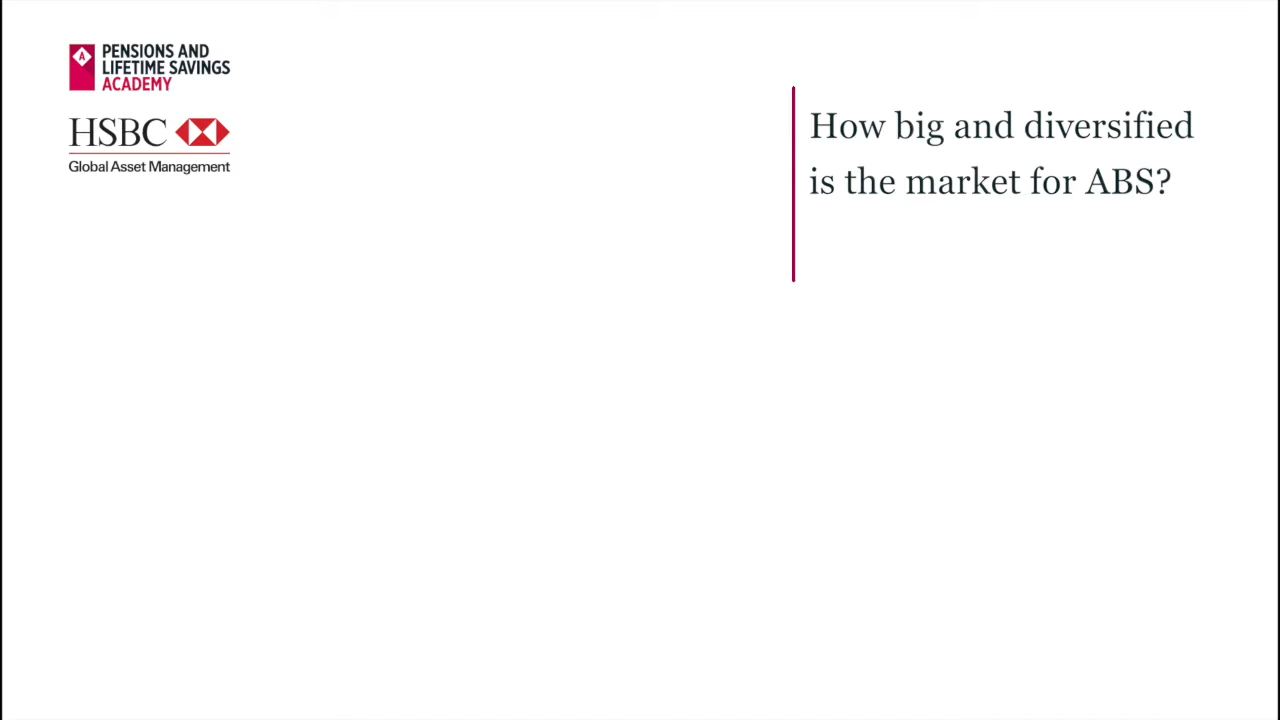 PENSIONS AND
LIFETIME SAVINGS
ACADEMY
HSBC
Global Asset Management
How big and diversified
is the market for ABS?